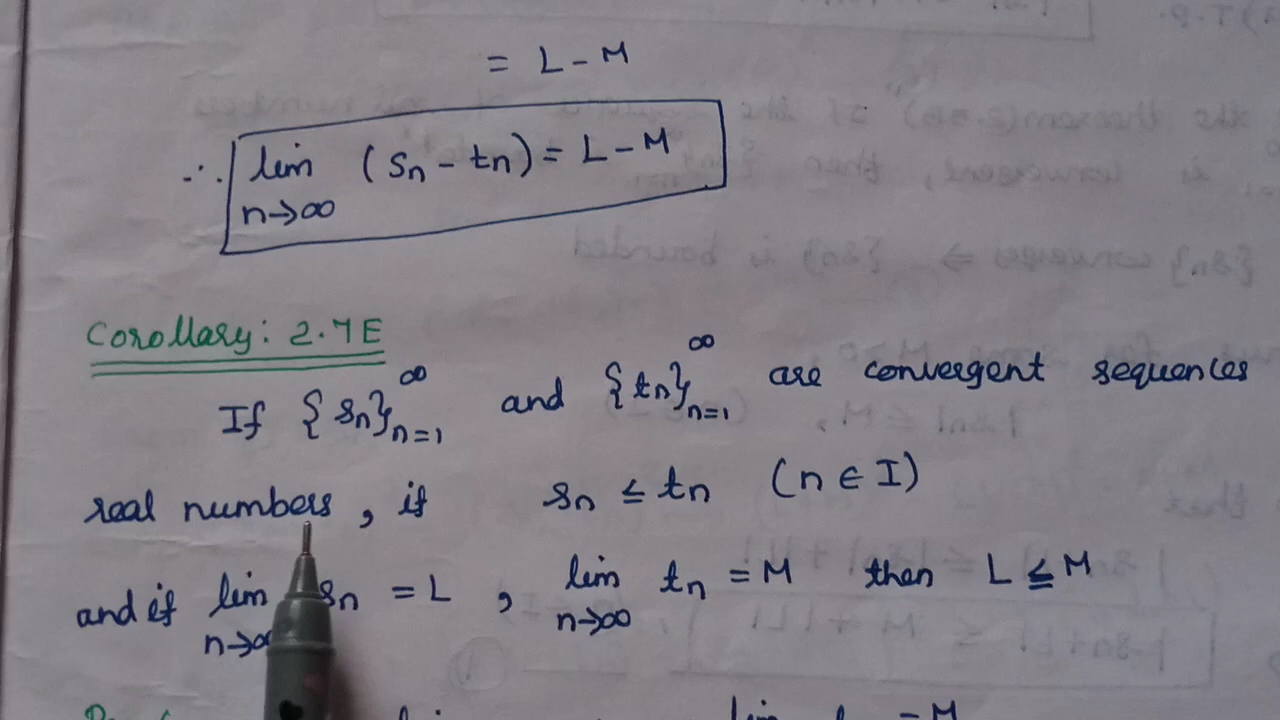 = L - M
∴ lim (Sn - tn) = L - M
n→∞
Corollary: 2.7E
If {sn}∞n=1 and {tn}∞n=1 are convergent sequences
real numbers, if sn ≤ tn (n ∈ I)
and if lim sn = L , lim tn = M then L ≤ M
n→∞ n→∞
= M